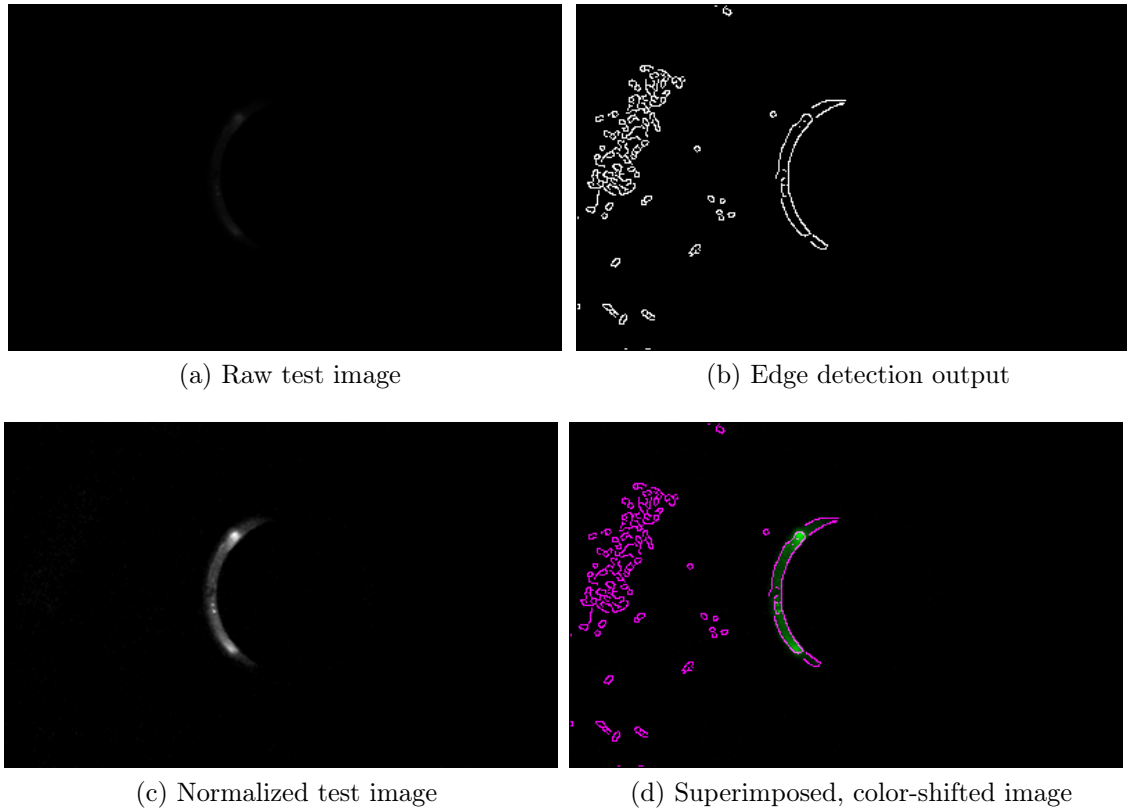 (a) Raw test image
(b) Edge detection output
(c) Normalized test image
(d) Superimposed, color-shifted image